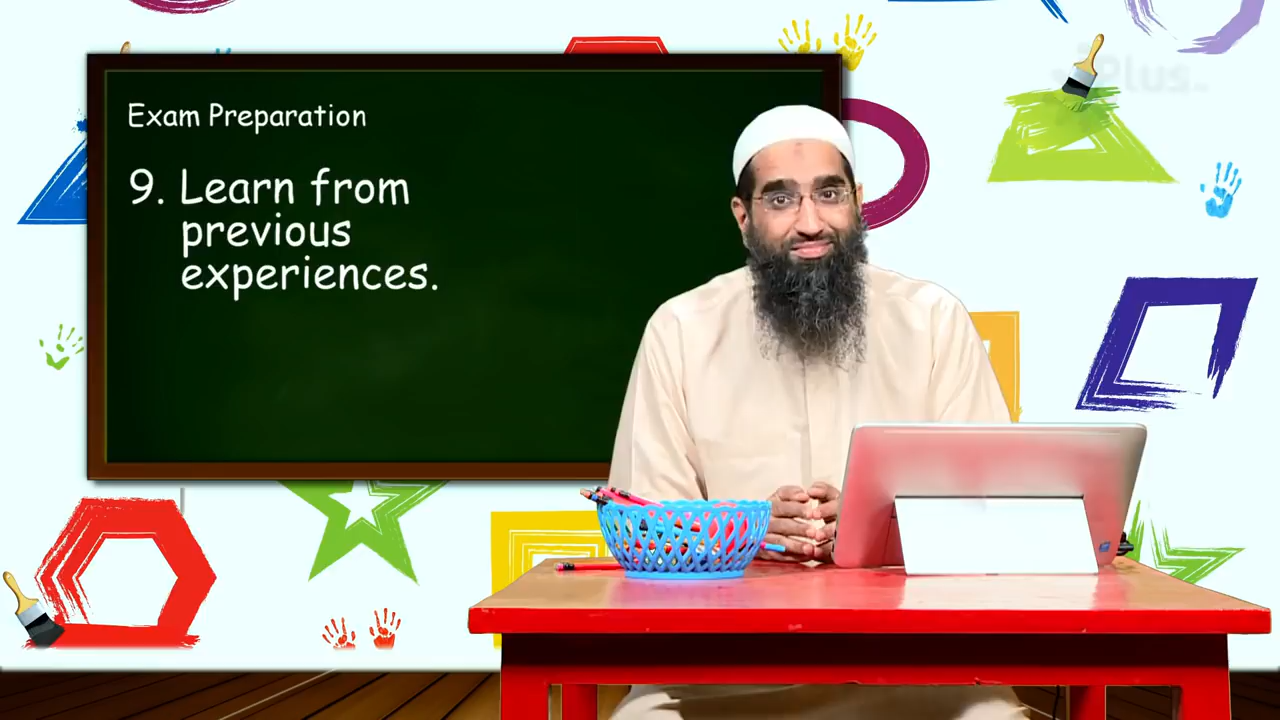 Exam Preparation
9. Learn from
previous
experiences.